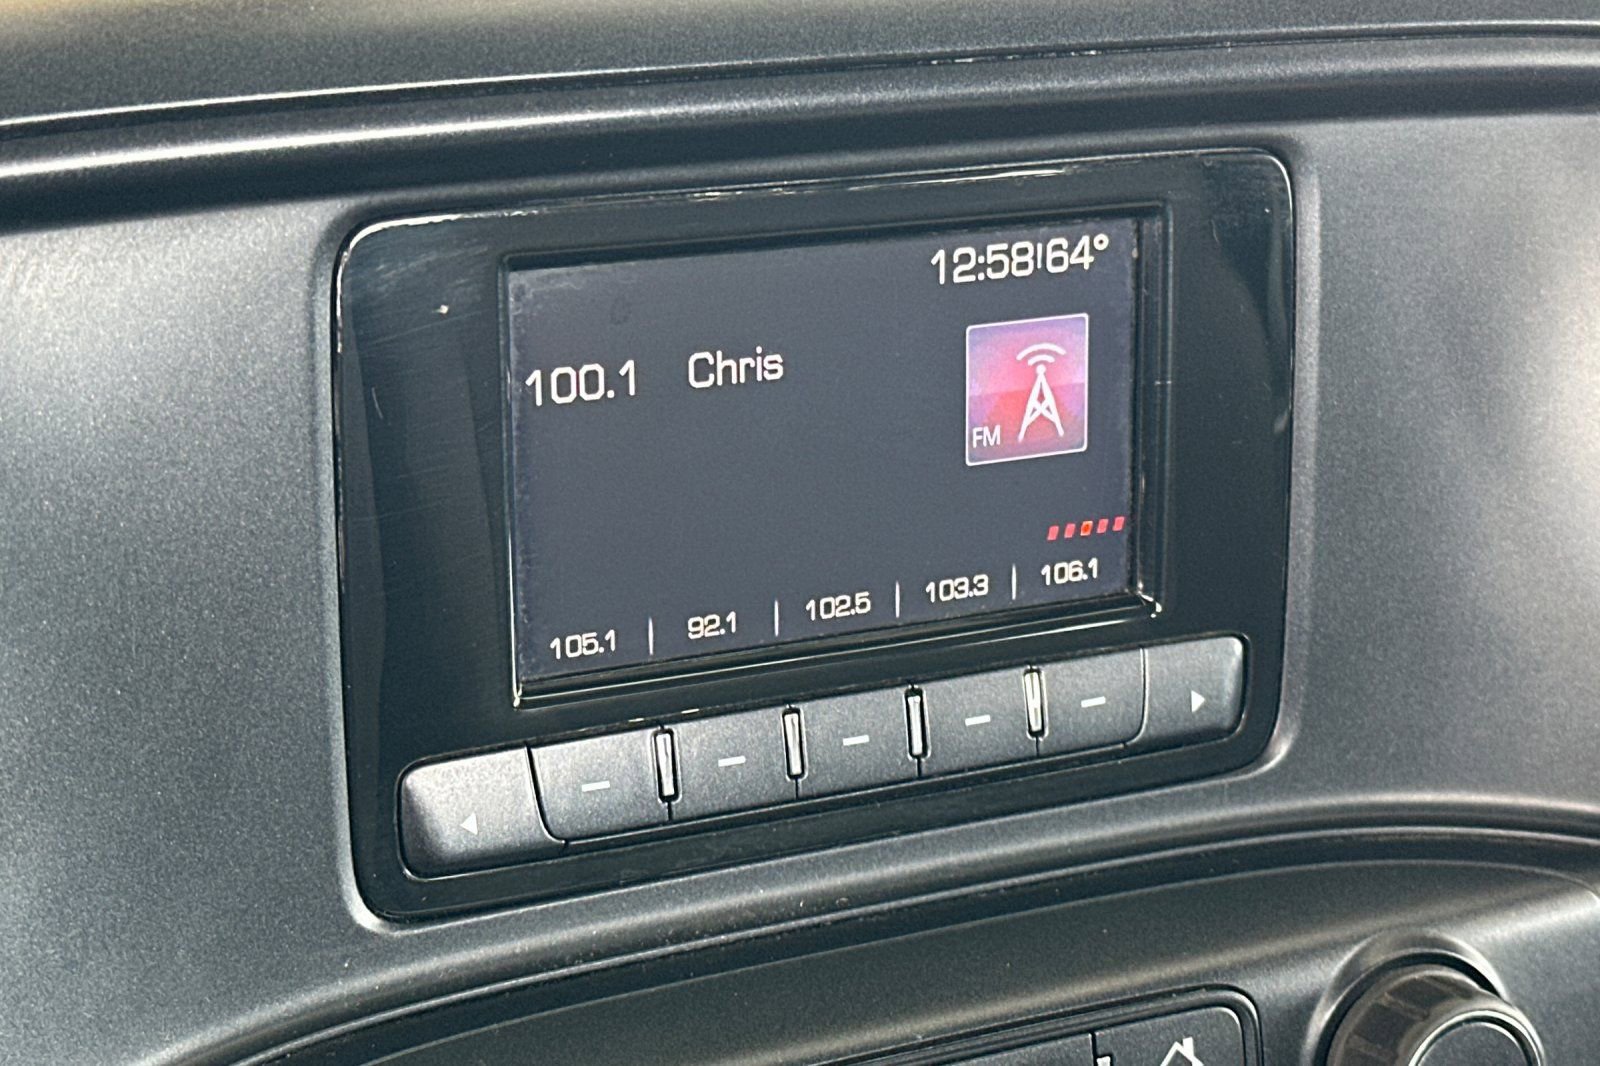 12:58 64°
100.1 Chris
FM
105.1 | 92.1 | 102.5 | 103.3 | 106.1